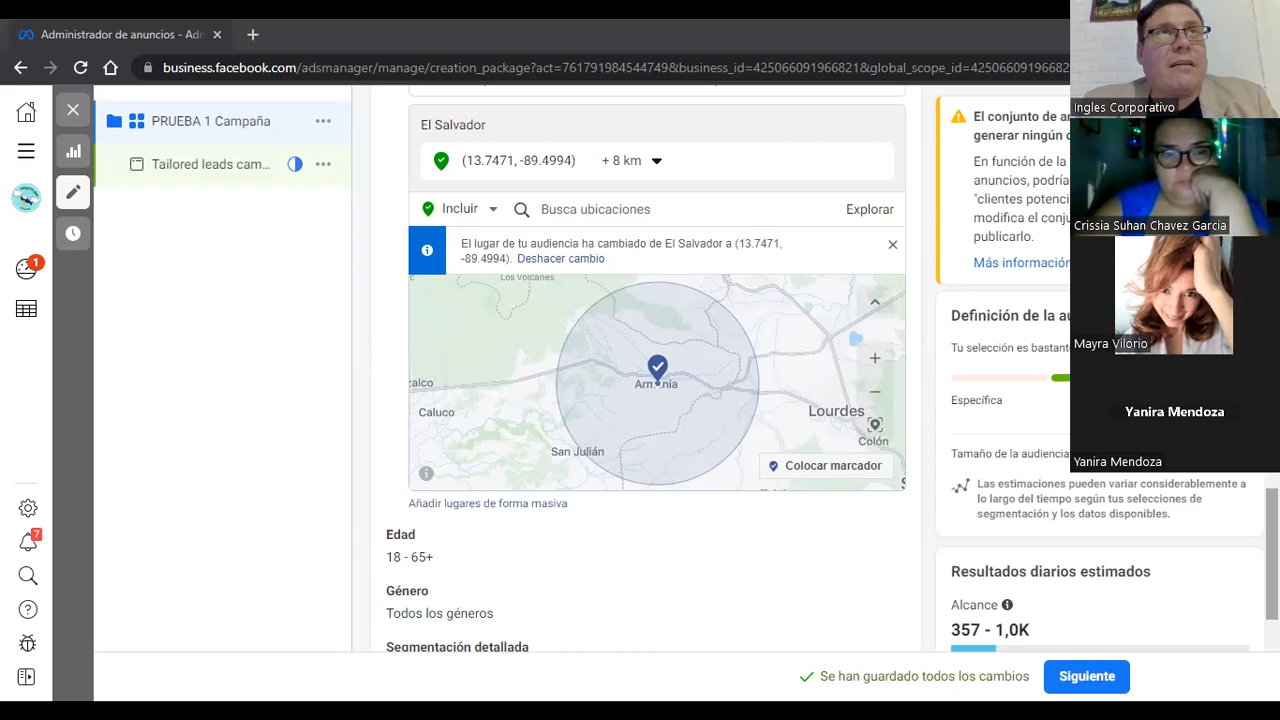 Administrador de anuncios - Adm
business.facebook.com/adsmanager/manage/creation_package?act=761791984544749&business_id=425066091966821&global_scope_id=42506609196682
PRUEBA 1 Campaña
Tailored leads cam...
1
7
El Salvador
(13.7471, -89.4994) + 8 km
Incluir
Busca ubicaciones
Explorar
El lugar de tu audiencia ha cambiado de El Salvador a (13.7471,
-89.4994). Deshacer cambio
Los Volcanes
Armenia
zalco
Caluco
Lourdes
Colón
San Julián
Colocar marcador
Añadir lugares de forma masiva
Edad
18 - 65+
Género
Todos los géneros
Segmentación detallada
El conjunto de an
generar ningún c
En función de la
anuncios, podría
"clientes potenci
modifica el conju
publicarlo.
Más información
Definición de la au
Tu selección es bastante
Específica
Tamaño de la audiencia
Las estimaciones pueden variar considerablemente a
lo largo del tiempo según tus selecciones de
segmentación y los datos disponibles.
Resultados diarios estimados
Alcance
357 - 1,0K
Se han guardado todos los cambios
Siguiente
Ingles Corporativo
Crissia Suhan Chavez Garcia
Mayra Vilorio
Yanira Mendoza
Yanira Mendoza